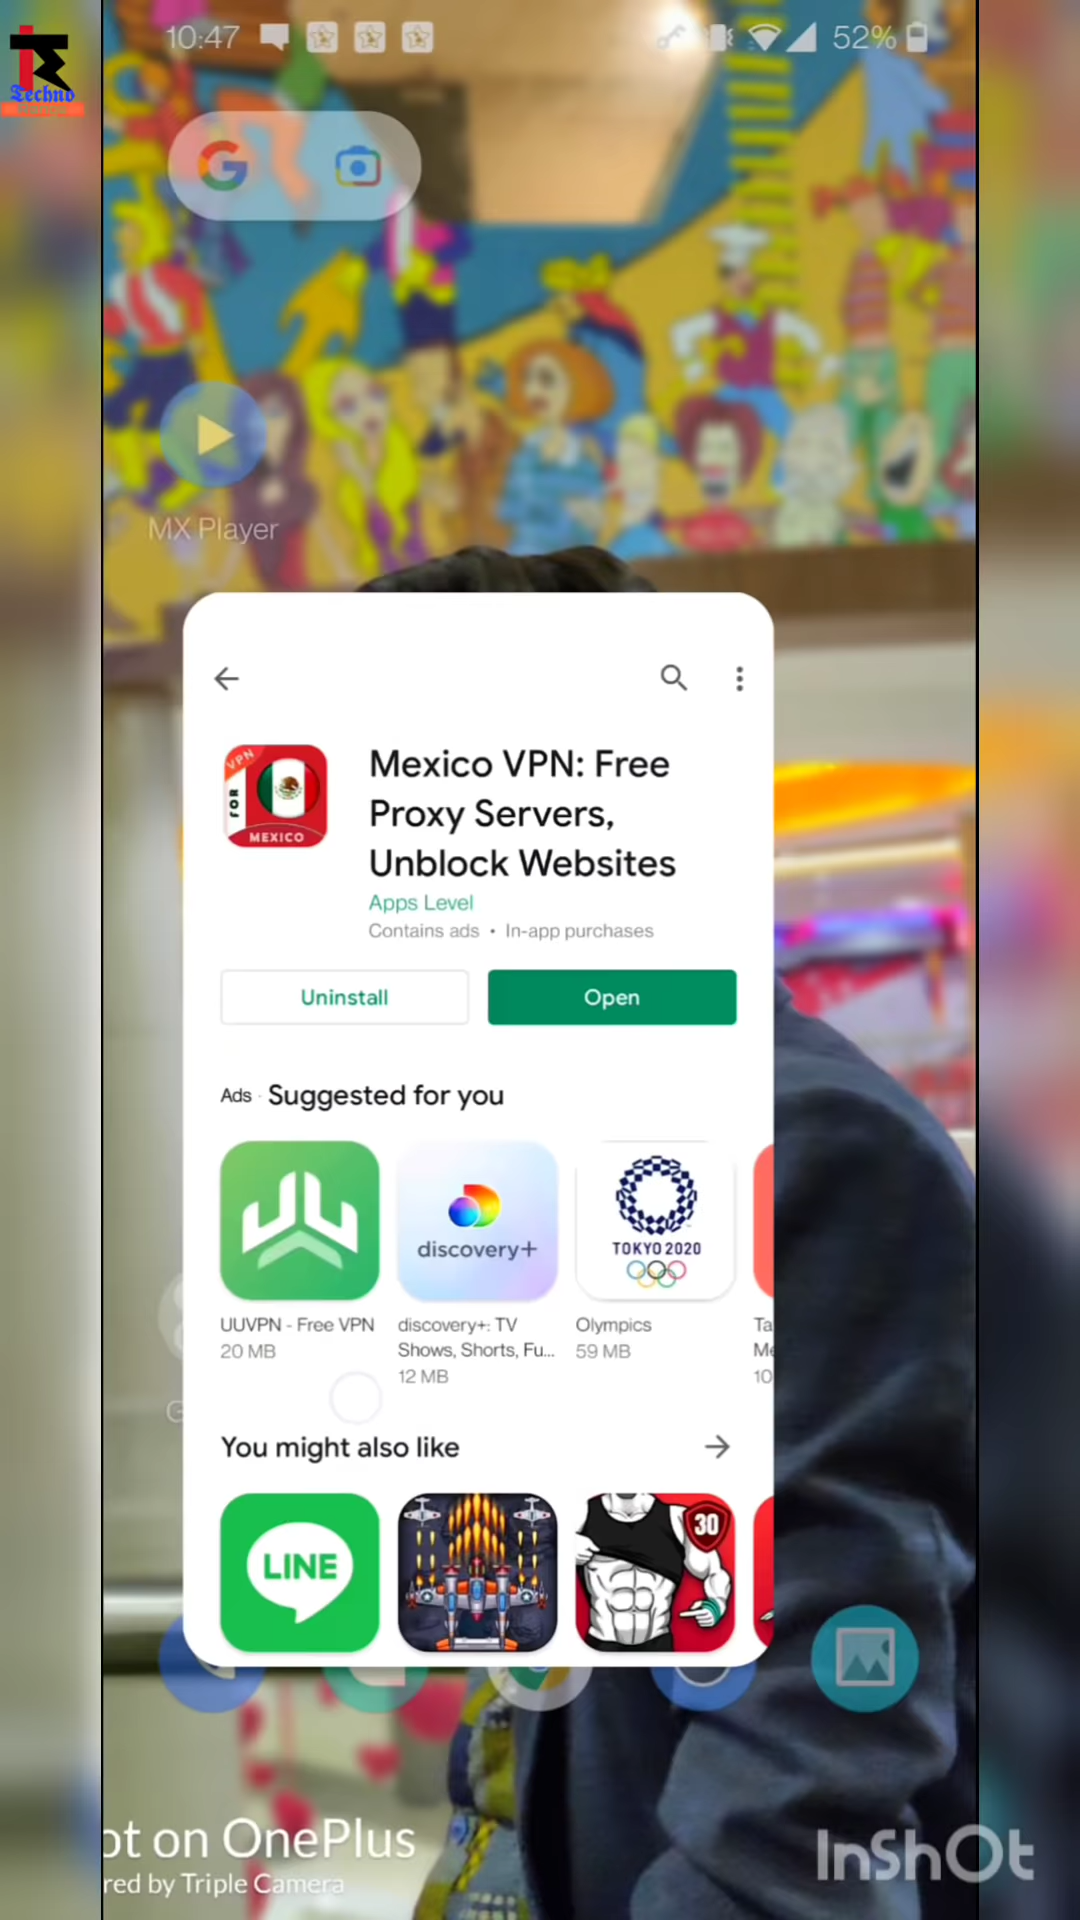 10:47
52%
Techno
MX Player
VPN
FOR
MEXICO
Mexico VPN: Free
Proxy Servers,
Unblock Websites
Apps Level
Contains ads • In-app purchases
Uninstall
Open
Ads · Suggested for you
discovery+
TOKYO 2020
UUVPN - Free VPN
20 MB
discovery+: TV
Shows, Shorts, Fu...
12 MB
Olympics
59 MB
Ta
Me
10
You might also like
LINE
30
ot on OnePlus
red by Triple Camera
InShOt